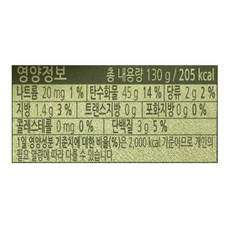 영양정보 총 내용량 130 g / 205 kcal
나트륨 20 mg 1 % 탄수화물 45 g 14 % 당류 2 g 2 %
지방 1.4 g 3 % 트랜스지방 0 g 포화지방 0 g 0 %
콜레스테롤 0 mg 0 % 단백질 3 g 5 %
1일 영양성분 기준치에 대한 비율(%)은 2,000 kcal 기준이므로 개인의
필요 열량에 따라 다를 수 있습니다.